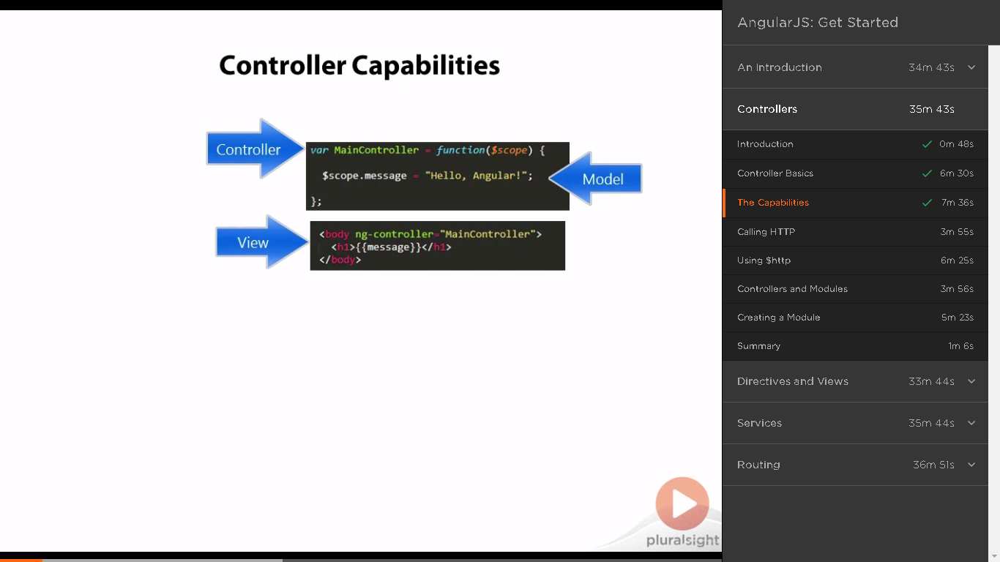 Controller Capabilities
Controller
var MainController = function($scope) {
$scope.message = "Hello, Angular!";
};
Model
View
<body ng-controller="MainController">
<h1>{{message}}</h1>
</body>
pluralsight
AngularJS: Get Started
An Introduction 34m 43s
Controllers 35m 43s
Introduction 0m 48s
Controller Basics 6m 30s
The Capabilities 7m 36s
Calling HTTP 3m 55s
Using $http 6m 25s
Controllers and Modules 3m 56s
Creating a Module 5m 23s
Summary 1m 6s
Directives and Views 33m 44s
Services 35m 44s
Routing 36m 51s